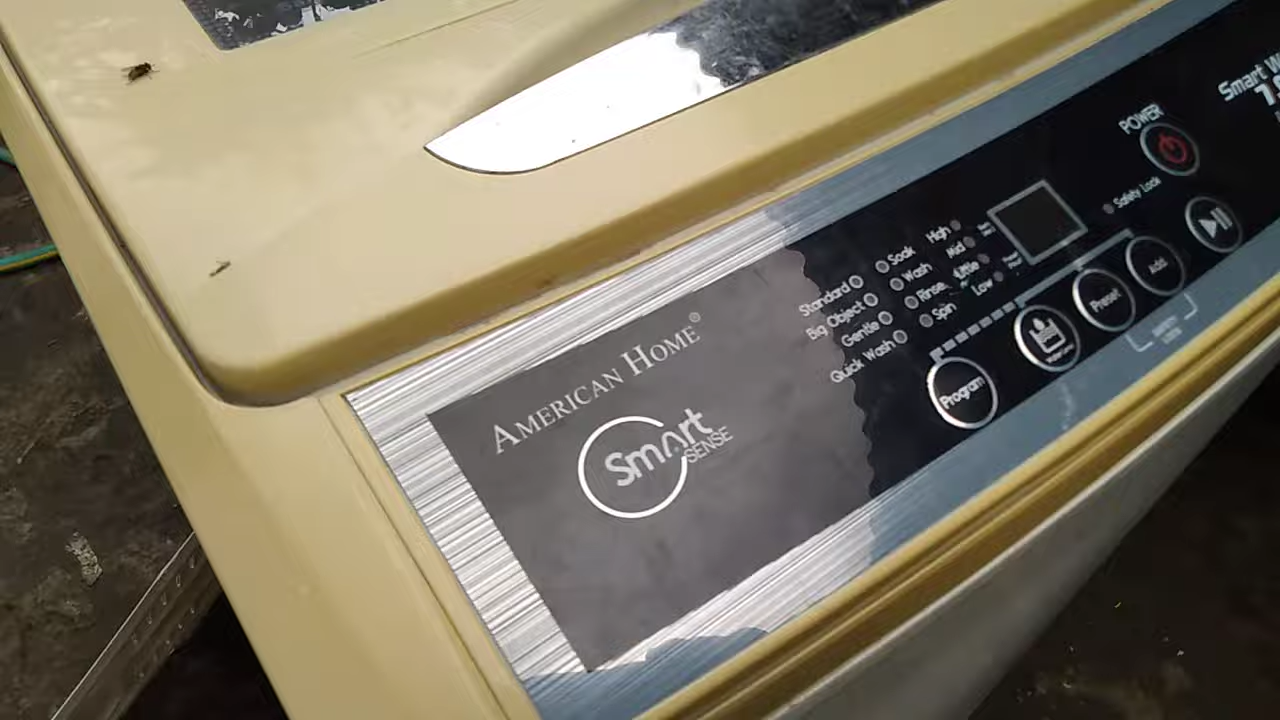 AMERICAN HOME®
Smart
SENSE
Standard
Big Object
Gentle
Quick Wash
Soak
Wash
Rinse
Spin
High
Mid
Little
Low
POWER
Safety Lock
Program
Preset
Add
Smart